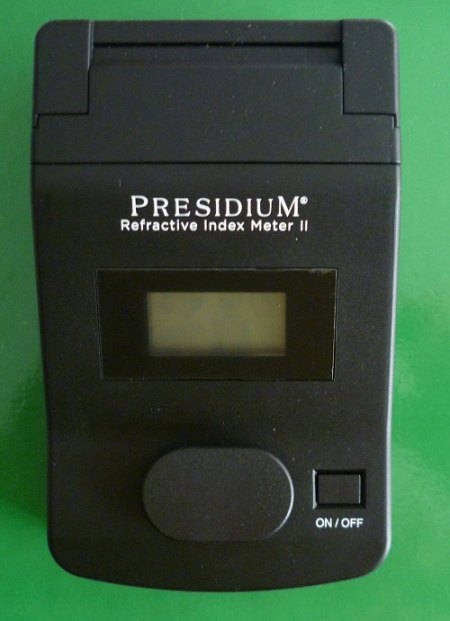 PRESIDIUM®
Refractive Index Meter II
ON / OFF